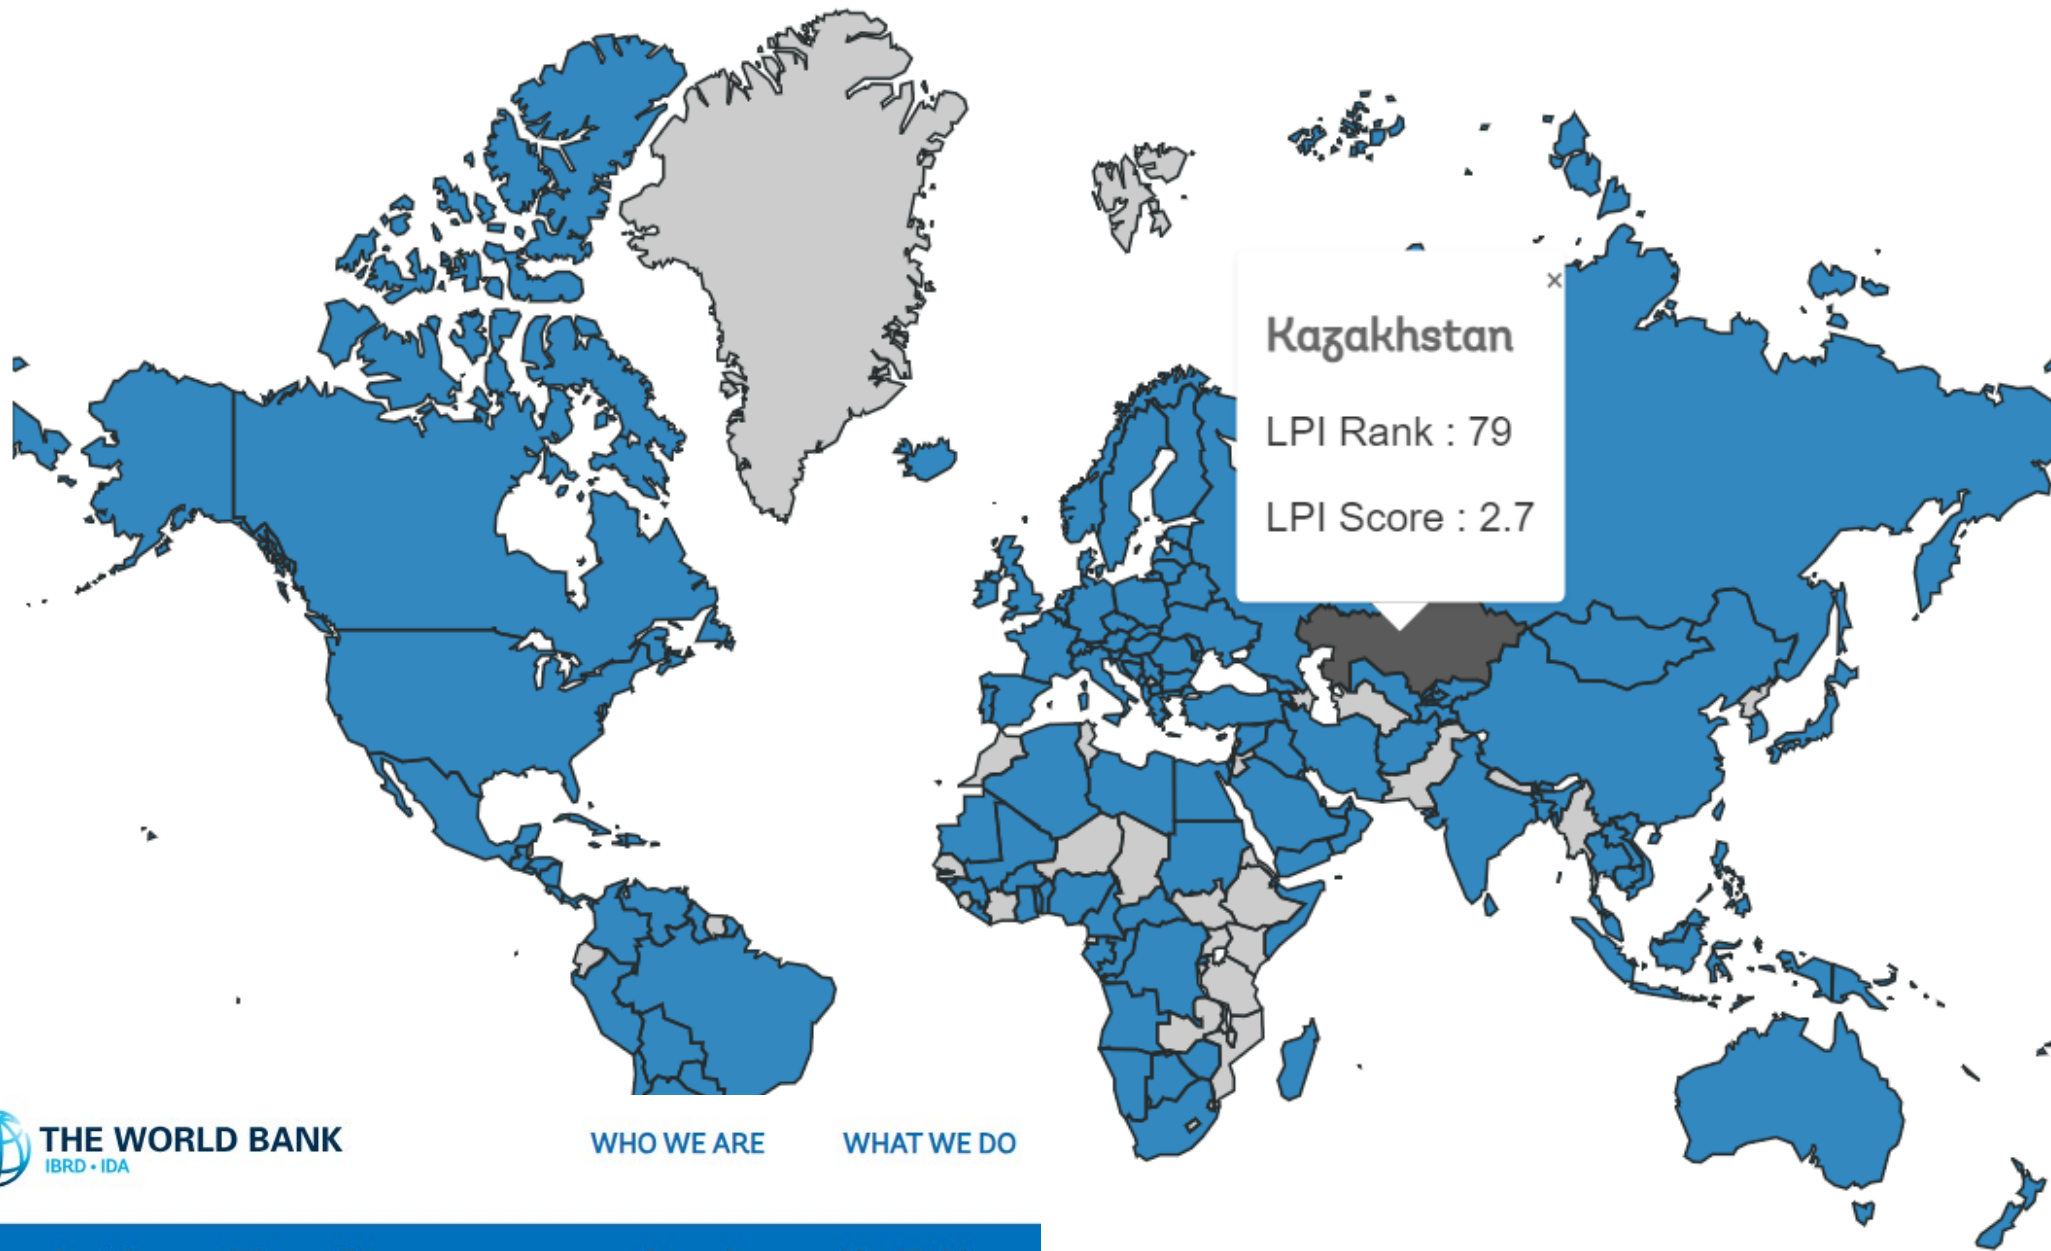 ×
Kazakhstan
LPI Rank : 79
LPI Score : 2.7
THE WORLD BANK
IBRD • IDA
WHO WE ARE
WHAT WE DO